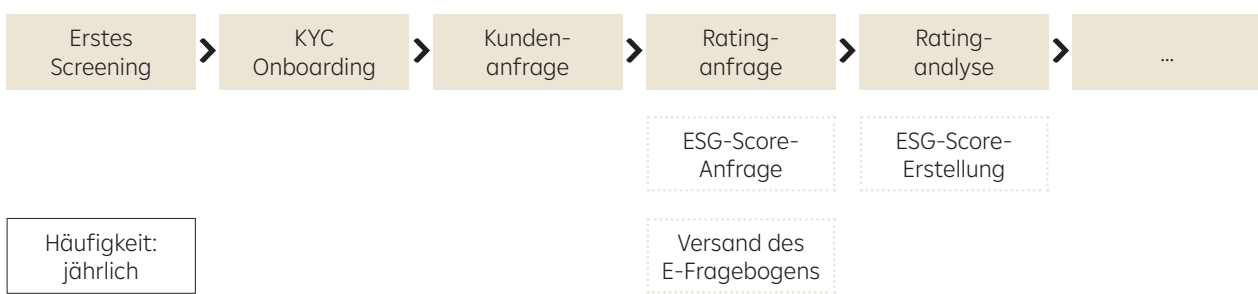 Erstes
Screening
KYC
Onboarding
Kunden-
anfrage
Rating-
anfrage
Rating-
analyse
...
ESG-Score-
Anfrage
ESG-Score-
Erstellung
Häufigkeit:
jährlich
Versand des
E-Fragebogens